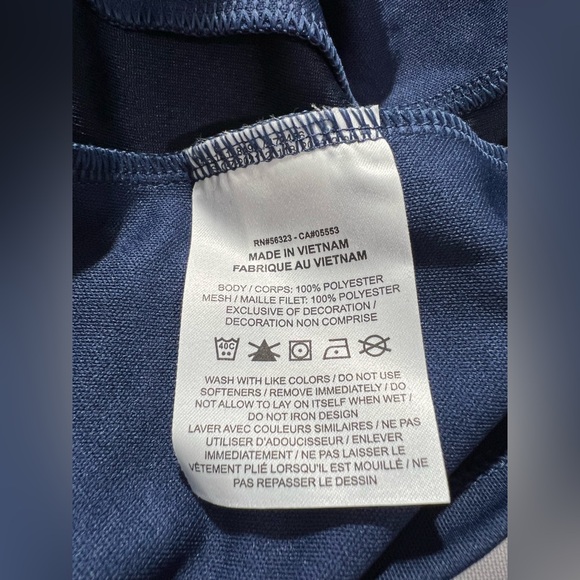 RN#56323 - CA#05553
MADE IN VIETNAM
FABRIQUE AU VIETNAM
BODY / CORPS: 100% POLYESTER
MESH / MAILLE FILET: 100% POLYESTER
EXCLUSIVE OF DECORATION /
DECORATION NON COMPRISE
40C
WASH WITH LIKE COLORS / DO NOT USE
SOFTENERS / REMOVE IMMEDIATELY / DO
NOT ALLOW TO LAY ON ITSELF WHEN WET /
DO NOT IRON DESIGN
LAVER AVEC COULEURS SIMILAIRES / NE PAS
UTILISER D'ADOUCISSEUR / ENLEVER
IMMEDIATEMENT / NE PAS LAISSER LE
VÊTEMENT PLIÉ LORSQU'IL EST MOUILLÉ / NE
PAS REPASSER LE DESSIN